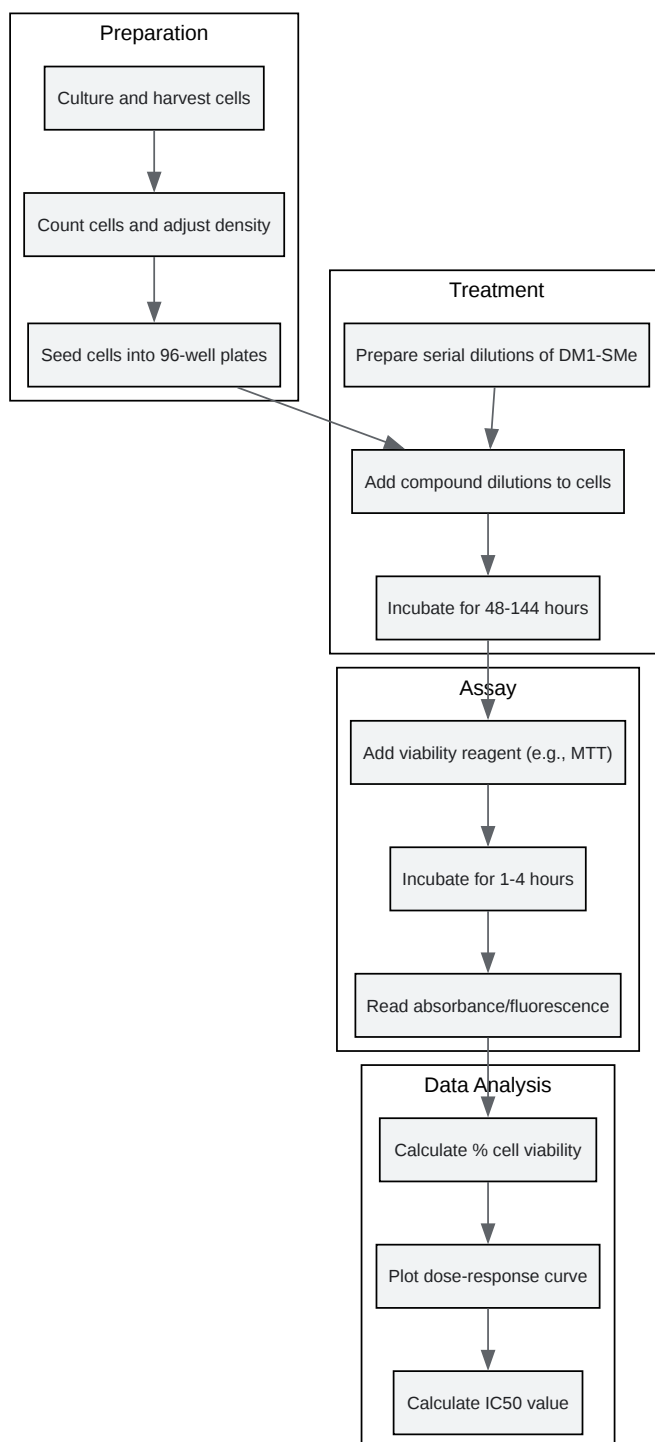 Preparation
Culture and harvest cells
Count cells and adjust density
Seed cells into 96-well plates
Treatment
Prepare serial dilutions of DM1-SMe
Add compound dilutions to cells
Incubate for 48-144 hours
Assay
Add viability reagent (e.g., MTT)
Incubate for 1-4 hours
Read absorbance/fluorescence
Data Analysis
Calculate % cell viability
Plot dose-response curve
Calculate IC50 value